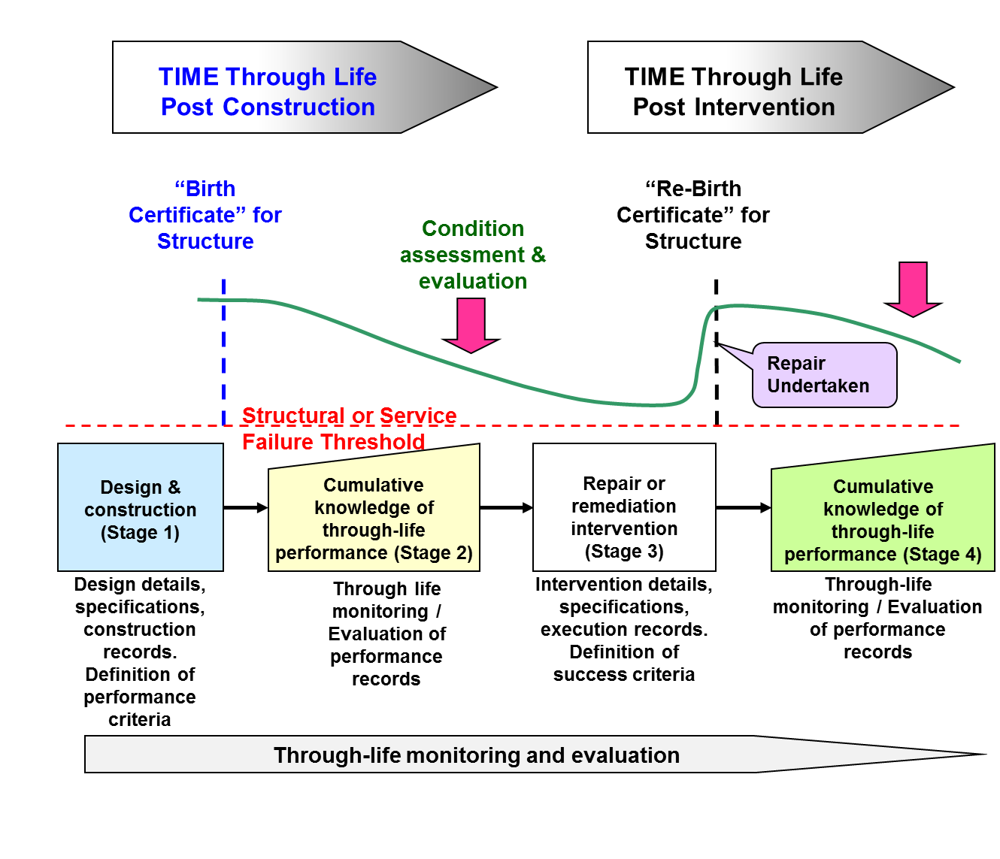 TIME Through Life
Post Construction
TIME Through Life
Post Intervention
“Birth
Certificate” for
Structure
Condition
assessment &
evaluation
“Re-Birth
Certificate” for
Structure
Repair
Undertaken
Structural or Service
Failure Threshold
Design &
construction
(Stage 1)
Cumulative
knowledge of
through-life
performance (Stage 2)
Repair or
remediation
intervention
(Stage 3)
Cumulative
knowledge of
through-life
performance (Stage 4)
Design details,
specifications,
construction
records.
Definition of
performance
criteria
Through life
monitoring /
Evaluation of
performance
records
Intervention details,
specifications,
execution records.
Definition of
success criteria
Through-life
monitoring / Evaluation
of performance
records
Through-life monitoring and evaluation